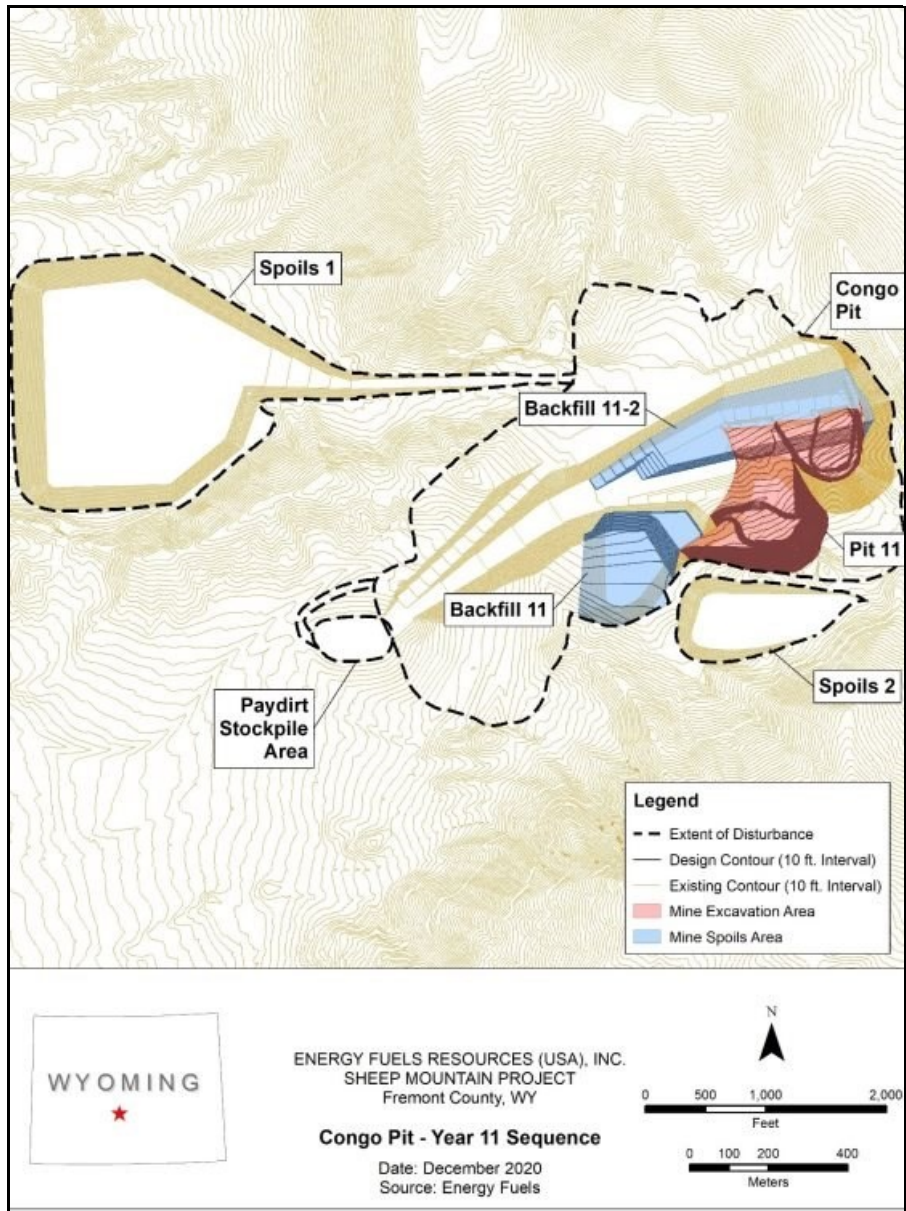 Spoils 1
Congo
Pit
Backfill 11-2
Pit 11
Backfill 11
Spoils 2
Paydirt
Stockpile
Area
Legend
Extent of Disturbance
Design Contour (10 ft. Interval)
Existing Contour (10 ft. Interval)
Mine Excavation Area
Mine Spoils Area
WYOMING
ENERGY FUELS RESOURCES (USA), INC.
SHEEP MOUNTAIN PROJECT
Fremont County, WY
Congo Pit - Year 11 Sequence
Date: December 2020
Source: Energy Fuels
N
0 500 1,000 2,000
Feet
0 100 200 400
Meters